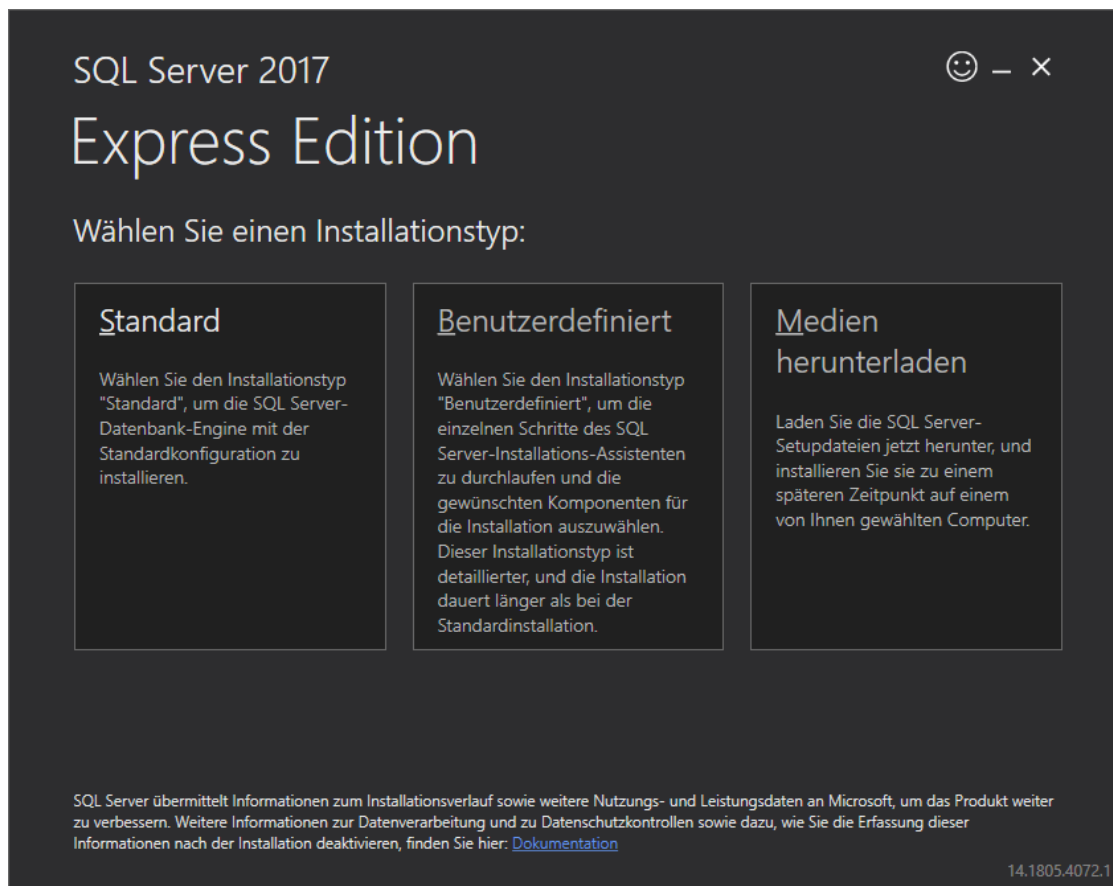 SQL Server 2017
Express Edition
Wählen Sie einen Installationstyp:
Standard
Wählen Sie den Installationstyp
"Standard", um die SQL Server-
Datenbank-Engine mit der
Standardkonfiguration zu
installieren.
Benutzerdefiniert
Wählen Sie den Installationstyp
"Benutzerdefiniert", um die
einzelnen Schritte des SQL
Server-Installations-Assistenten
zu durchlaufen und die
gewünschten Komponenten für
die Installation auszuwählen.
Dieser Installationstyp ist
detaillierter, und die Installation
dauert länger als bei der
Standardinstallation.
Medien
herunterladen
Laden Sie die SQL Server-
Setupdateien jetzt herunter, und
installieren Sie sie zu einem
späteren Zeitpunkt auf einem
von Ihnen gewählten Computer.
SQL Server übermittelt Informationen zum Installationsverlauf sowie weitere Nutzungs- und Leistungsdaten an Microsoft, um das Produkt weiter
zu verbessern. Weitere Informationen zur Datenverarbeitung und zu Datenschutzkontrollen sowie dazu, wie Sie die Erfassung dieser
Informationen nach der Installation deaktivieren, finden Sie hier: Dokumentation
14.1805.4072.1